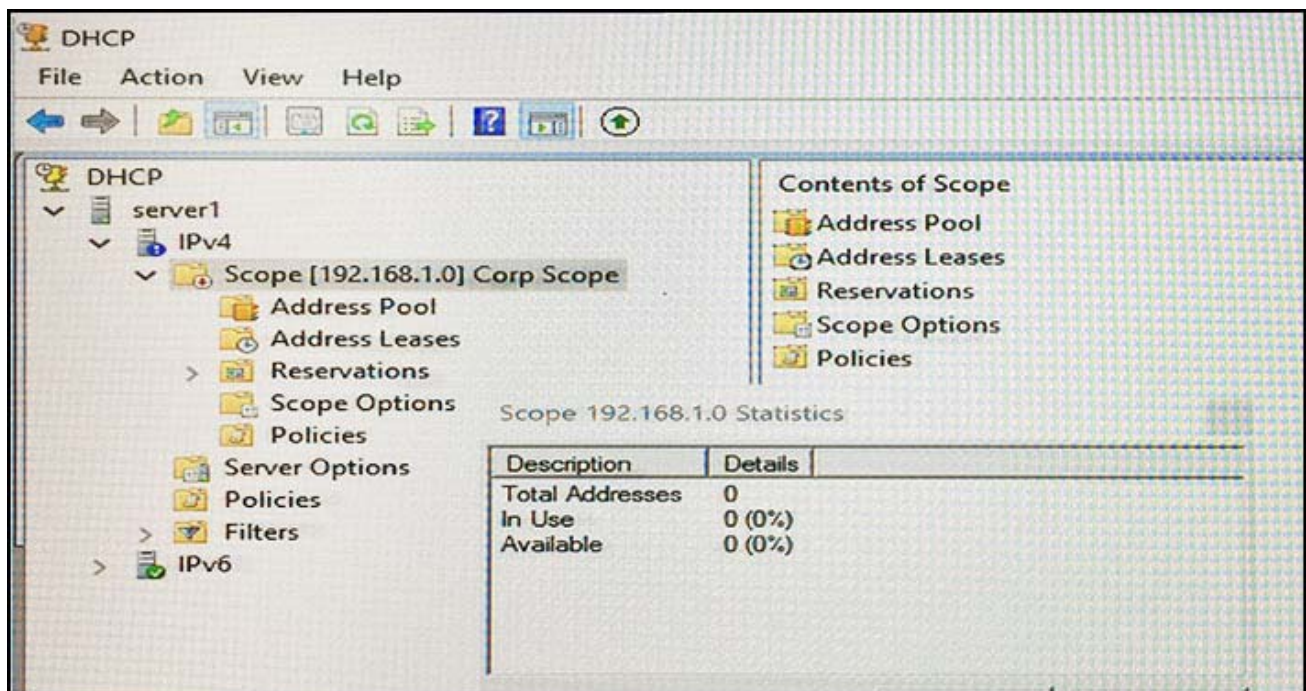 DHCP
File Action View Help
DHCP
server1
IPv4
Scope [192.168.1.0] Corp Scope
Address Pool
Address Leases
Reservations
Scope Options
Policies
Server Options
Policies
Filters
IPv6
Contents of Scope
Address Pool
Address Leases
Reservations
Scope Options
Policies
Scope 192.168.1.0 Statistics
Description Details
Total Addresses 0
In Use 0 (0%)
Available 0 (0%)